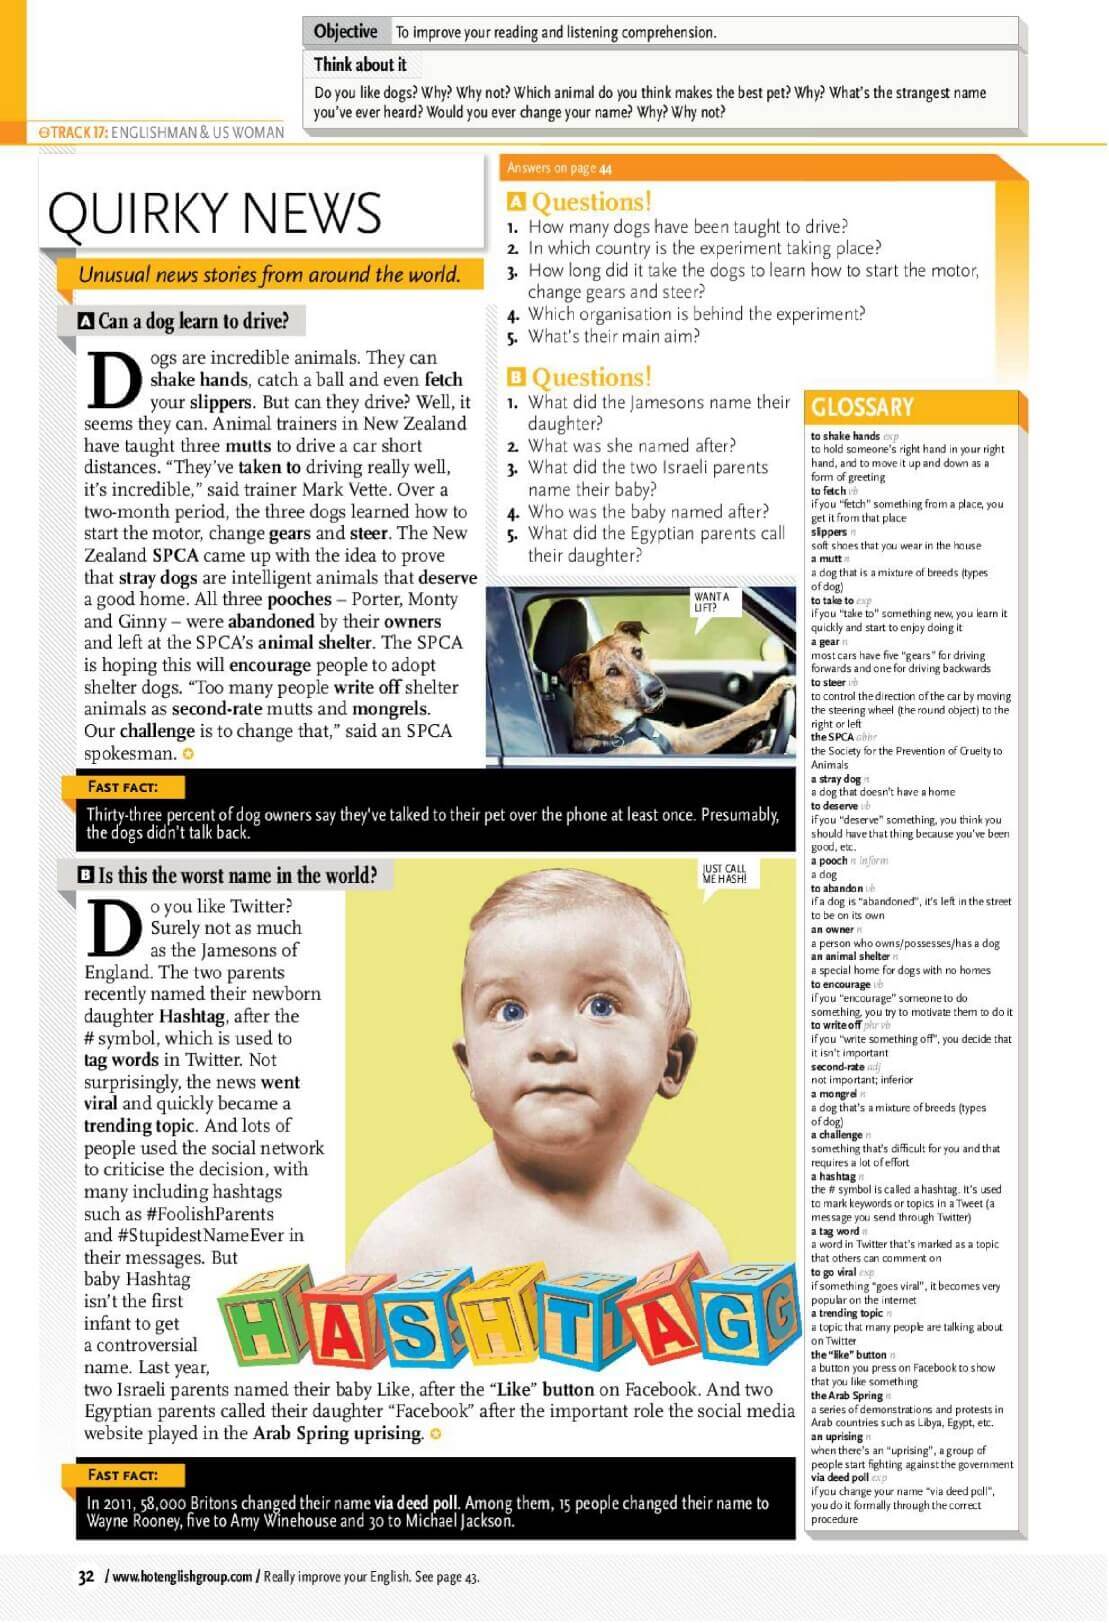 Objective To improve your reading and listening comprehension.
Think about it
Do you like dogs? Why? Why not? Which animal do you think makes the best pet? Why? What's the strangest name
you've ever heard? Would you ever change your name? Why? Why not?
TRACK 17: ENGLISHMAN & US WOMAN
QUIRKY NEWS
Unusual news stories from around the world.
A Can a dog learn to drive?
Dogs are incredible animals. They can
shake hands, catch a ball and even fetch
your slippers. But can they drive? Well, it
seems they can. Animal trainers in New Zealand
have taught three mutts to drive a car short
distances. “They've taken to driving really well,
it's incredible,” said trainer Mark Vette. Over a
two-month period, the three dogs learned how to
start the motor, change gears and steer. The New
Zealand SPCA came up with the idea to prove
that stray dogs are intelligent animals that deserve
a good home. All three pooches – Porter, Monty
and Ginny – were abandoned by their owners
and left at the SPCA's animal shelter. The SPCA
is hoping this will encourage people to adopt
shelter dogs. “Too many people write off shelter
animals as second-rate mutts and mongrels.
Our challenge is to change that,” said an SPCA
spokesman.
Answers on page 44
A Questions!
1. How many dogs have been taught to drive?
2. In which country is the experiment taking place?
3. How long did it take the dogs to learn how to start the motor,
change gears and steer?
4. Which organisation is behind the experiment?
5. What's their main aim?
B Questions!
1. What did the Jamesons name their
daughter?
2. What was she named after?
3. What did the two Israeli parents
name their baby?
4. Who was the baby named after?
5. What did the Egyptian parents call
their daughter?
WANT A
LIFT?
FAST FACT:
Thirty-three percent of dog owners say they've talked to their pet over the phone at least once. Presumably,
the dogs didn't talk back.
B Is this the worst name in the world?
Do you like Twitter?
Surely not as much
as the Jamesons of
England. The two parents
recently named their newborn
daughter Hashtag, after the
# symbol, which is used to
tag words in Twitter. Not
surprisingly, the news went
viral and quickly became a
trending topic. And lots of
people used the social network
to criticise the decision, with
many including hashtags
such as #FoolishParents
and #StupidestNameEver in
their messages. But
baby Hashtag
isn't the first
infant to get
a controversial
name. Last year,
two Israeli parents named their baby Like, after the “Like” button on Facebook. And two
Egyptian parents called their daughter “Facebook” after the important role the social media
website played in the Arab Spring uprising.
JUST CALL
ME HASH!
HASHTAG
FAST FACT:
In 2011, 58,000 Britons changed their name via deed poll. Among them, 15 people changed their name to
Wayne Rooney, five to Amy Winehouse and 30 to Michael Jackson.
GLOSSARY
to shake hands exp
to hold someone's right hand in your right
hand, and to move it up and down as a
form of greeting
to fetch vb
if you “fetch” something from a place, you
get it from that place
slippers n
soft shoes that you wear in the house
a mutt n
a dog that is a mixture of breeds (types
of dog)
to take to exp
if you “take to” something new, you learn it
quickly and start to enjoy doing it
a gear n
most cars have five “gears” for driving
forwards and one for driving backwards
to steer vb
to control the direction of the car by moving
the steering wheel (the round object) to the
right or left
the SPCA abbr
the Society for the Prevention of Cruelty to
Animals
a stray dog n
a dog that doesn't have a home
to deserve vb
if you “deserve” something, you think you
should have that thing because you've been
good, etc.
a pooch n inform
a dog
to abandon vb
if a dog is “abandoned”, it's left in the street
to be on its own
an owner n
a person who owns/possesses/has a dog
an animal shelter n
a special home for dogs with no homes
to encourage vb
if you “encourage” someone to do
something, you try to motivate them to do it
to write off phr vb
if you “write something off”, you decide that
it isn't important
second-rate adj
not important; inferior
a mongrel n
a dog that's a mixture of breeds (types
of dog)
a challenge n
something that's difficult for you and that
requires a lot of effort
a hashtag n
the # symbol is called a hashtag. It's used
to mark keywords or topics in a Tweet (a
message you send through Twitter)
a tag word n
a word in Twitter that's marked as a topic
that others can comment on
to go viral exp
if something “goes viral”, it becomes very
popular on the internet
a trending topic n
a topic that many people are talking about
on Twitter
the “like” button n
a button you press on Facebook to show
that you like something
the Arab Spring n
a series of demonstrations and protests in
Arab countries such as Libya, Egypt, etc.
an uprising n
when there's an “uprising”, a group of
people start fighting against the government
via deed poll exp
if you change your name “via deed poll”,
you do it formally through the correct
procedure
32 / www.hotenglishgroup.com / Really improve your English. See page 43.